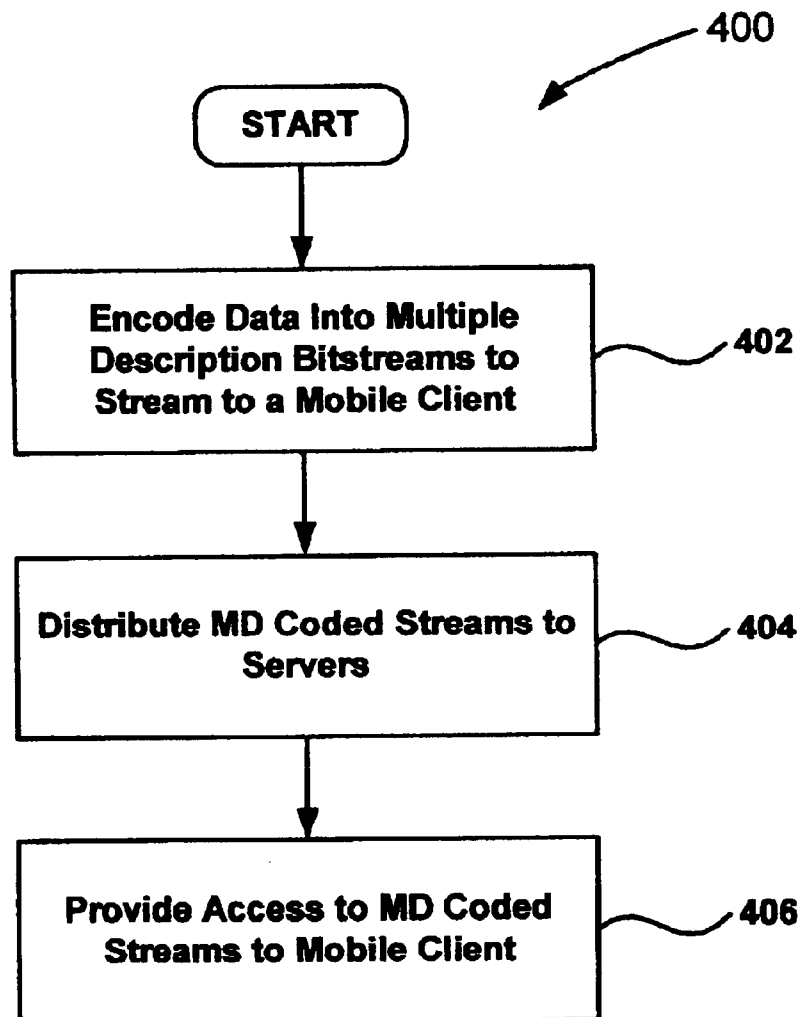 400
START
Encode Data Into Multiple
Description Bitstreams to
Stream to a Mobile Client
402
Distribute MD Coded Streams to
Servers
404
Provide Access to MD Coded
Streams to Mobile Client
406